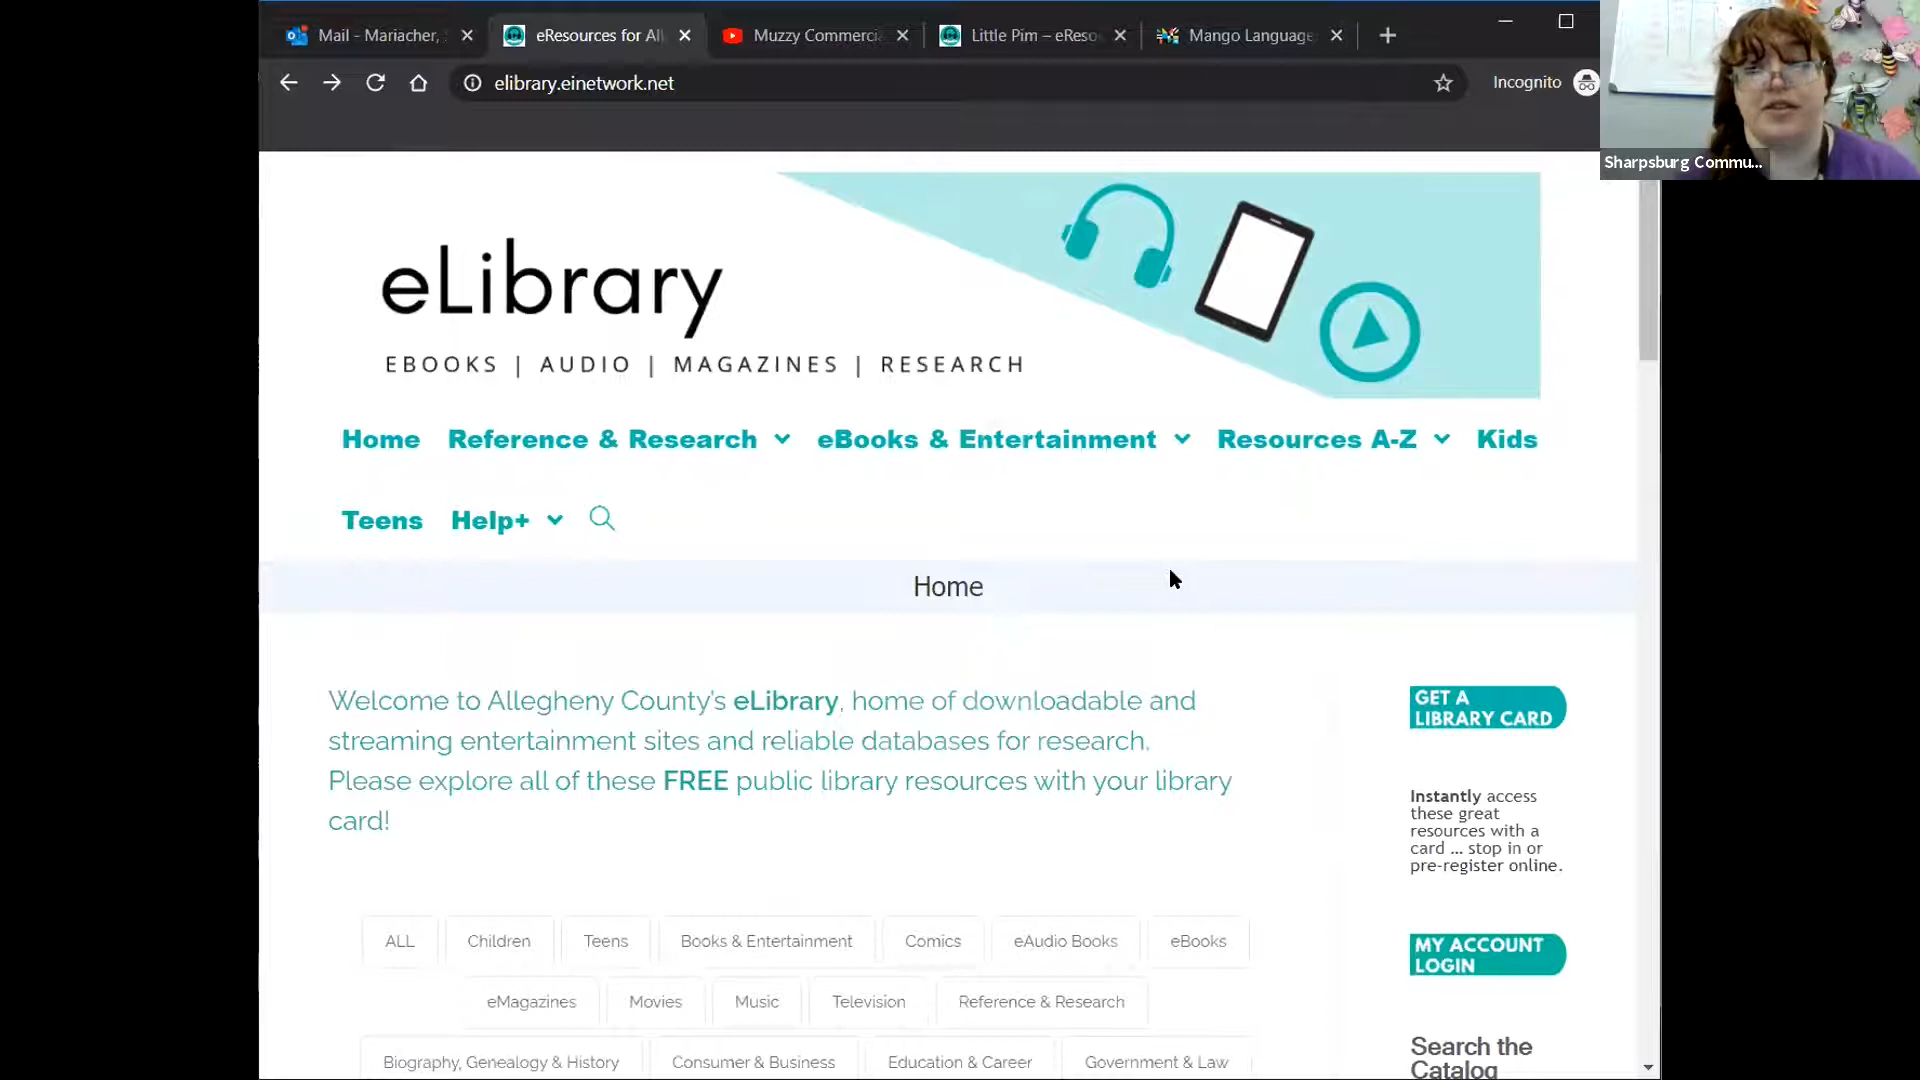 Mail - Mariacher,
eResources for All
Muzzy Commercia
Little Pim – eReso
Mango Language
elibrary.einetwork.net
Incognito
Sharpsburg Commu...
eLibrary
EBOOKS | AUDIO | MAGAZINES | RESEARCH
Home Reference & Research eBooks & Entertainment Resources A-Z Kids
Teens Help+
Home
Welcome to Allegheny County's eLibrary, home of downloadable and
streaming entertainment sites and reliable databases for research.
Please explore all of these FREE public library resources with your library
card!
GET A
LIBRARY CARD
Instantly access
these great
resources with a
card ... stop in or
pre-register online.
MY ACCOUNT
LOGIN
Search the
Catalog
ALL Children Teens Books & Entertainment Comics eAudio Books eBooks
eMagazines Movies Music Television Reference & Research
Biography, Genealogy & History Consumer & Business Education & Career Government & Law